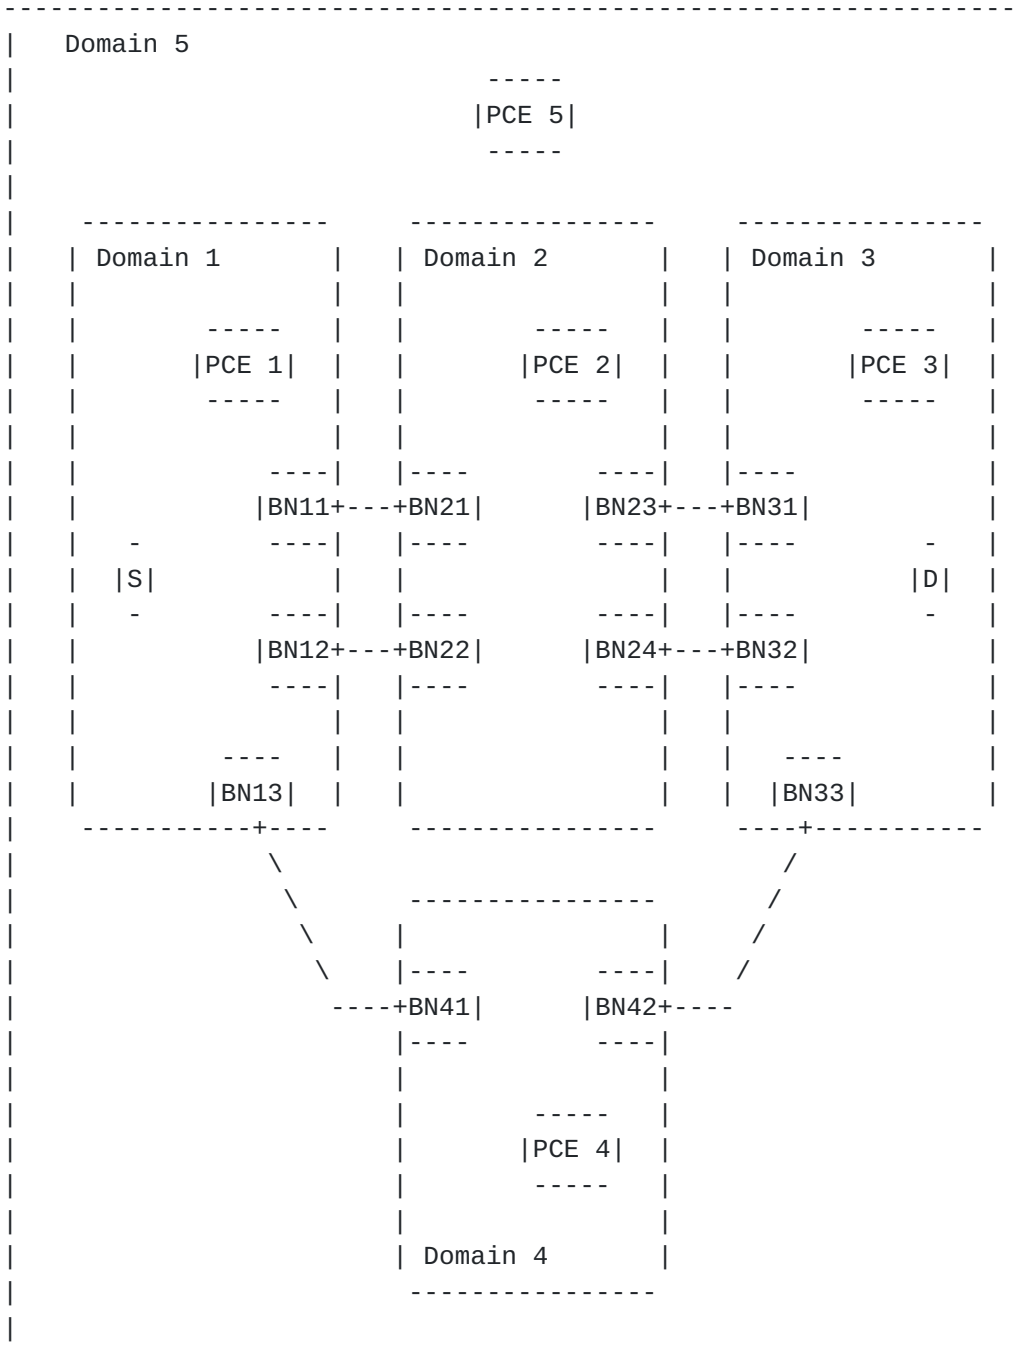 Domain 5
PCE 5
Domain 1 Domain 2 Domain 3
PCE 1 PCE 2 PCE 3
BN11 BN21 BN23 BN31
S D
BN12 BN22 BN24 BN32
BN13 BN33
BN41 BN42
PCE 4
Domain 4